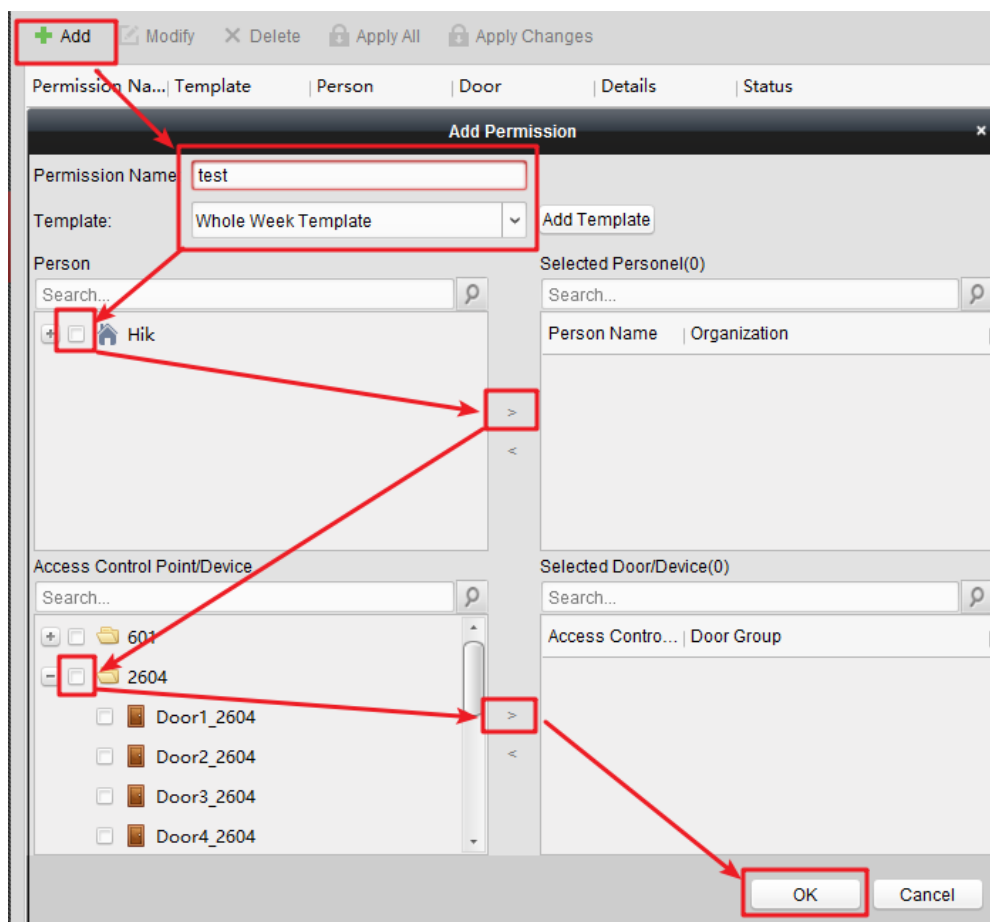 Add Modify Delete Apply All Apply Changes
Permission Na... Template Person Door Details Status
Add Permission
Permission Name test
Template: Whole Week Template Add Template
Person Selected Personel(0)
Search... Search...
Hik Person Name Organization
>
<
Access Control Point/Device Selected Door/Device(0)
Search... Search...
601 Access Contro... Door Group
2604
Door1_2604 >
Door2_2604 <
Door3_2604
Door4_2604
OK Cancel